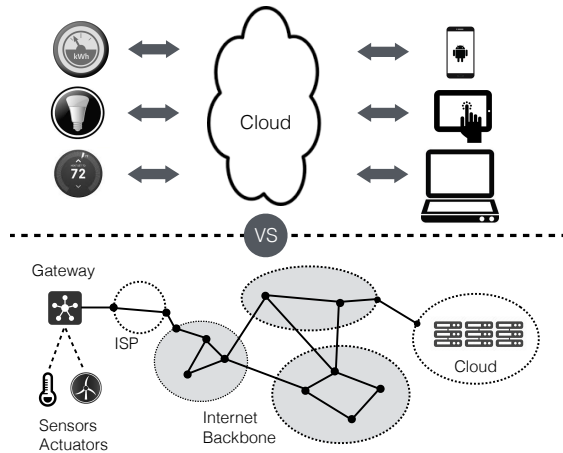 kWh
Cloud
72
VS
Gateway
ISP
Cloud
Internet
Backbone
Sensors
Actuators